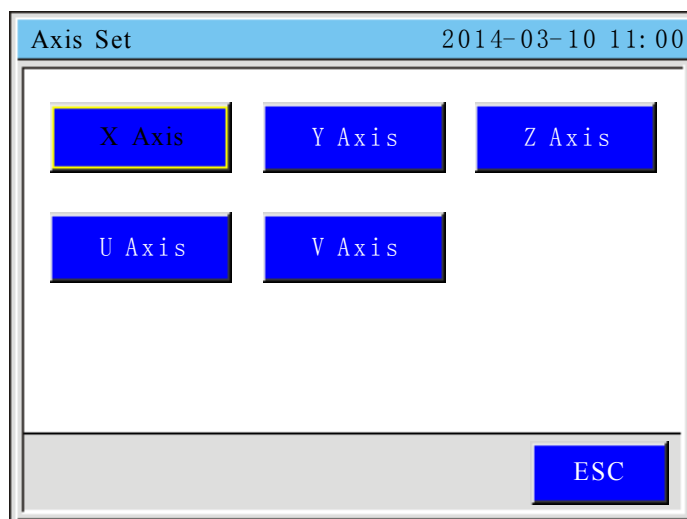 Axis Set 2014-03-10 11:00
X Axis Y Axis Z Axis
U Axis V Axis
ESC